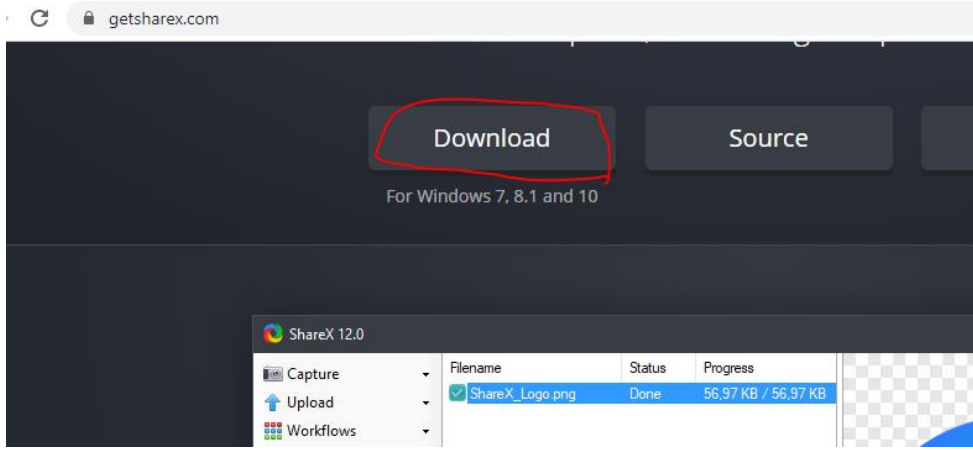 getsharex.com
Download
Source
For Windows 7, 8.1 and 10
ShareX 12.0
Capture
Filename
Status
Progress
ShareX_Logo.png
Done
56,97 KB / 56,97 KB
Upload
Workflows